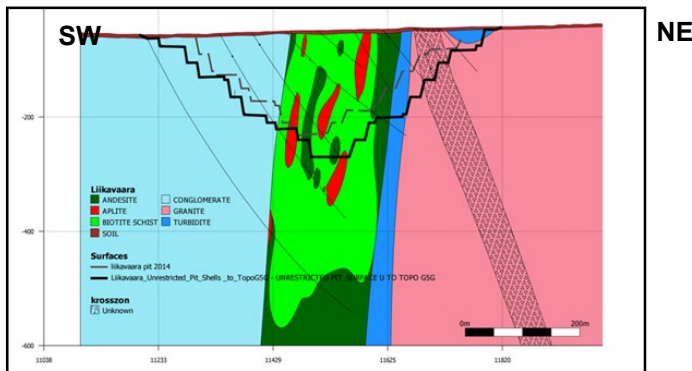 SW
NE
-200
-400
-600
Liikavaara
ANDESITE
CONGLOMERATE
APLITE
GRANITE
BIOTITE SCHIST
TURBIDITE
SOIL
Surfaces
liikavaara pit 2014
Liikavaara_Unrestricted_Pit_Shells _to_TopoG5G - UNRESTRICTED PIT_SURFACE U TO TOPO G5G
krosszon
Unknown
0m
200m
11038
11233
11429
11625
11820